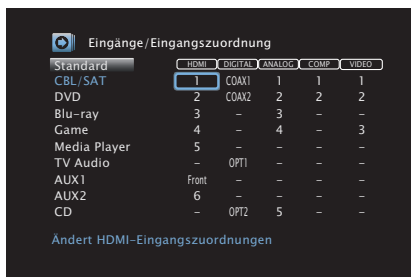 Eingänge/Eingangszuordnung
Standard HDMI DIGITAL ANALOG COMP VIDEO
CBL/SAT 1 COAX1 1 1 1
DVD 2 COAX2 2 2 2
Blu-ray 3 – 3 – –
Game 4 – 4 – 3
Media Player 5 – – – –
TV Audio – OPT1 – – –
AUX1 Front – – – –
AUX2 6 – – – –
CD – OPT2 5 – –
Ändert HDMI-Eingangszuordnungen